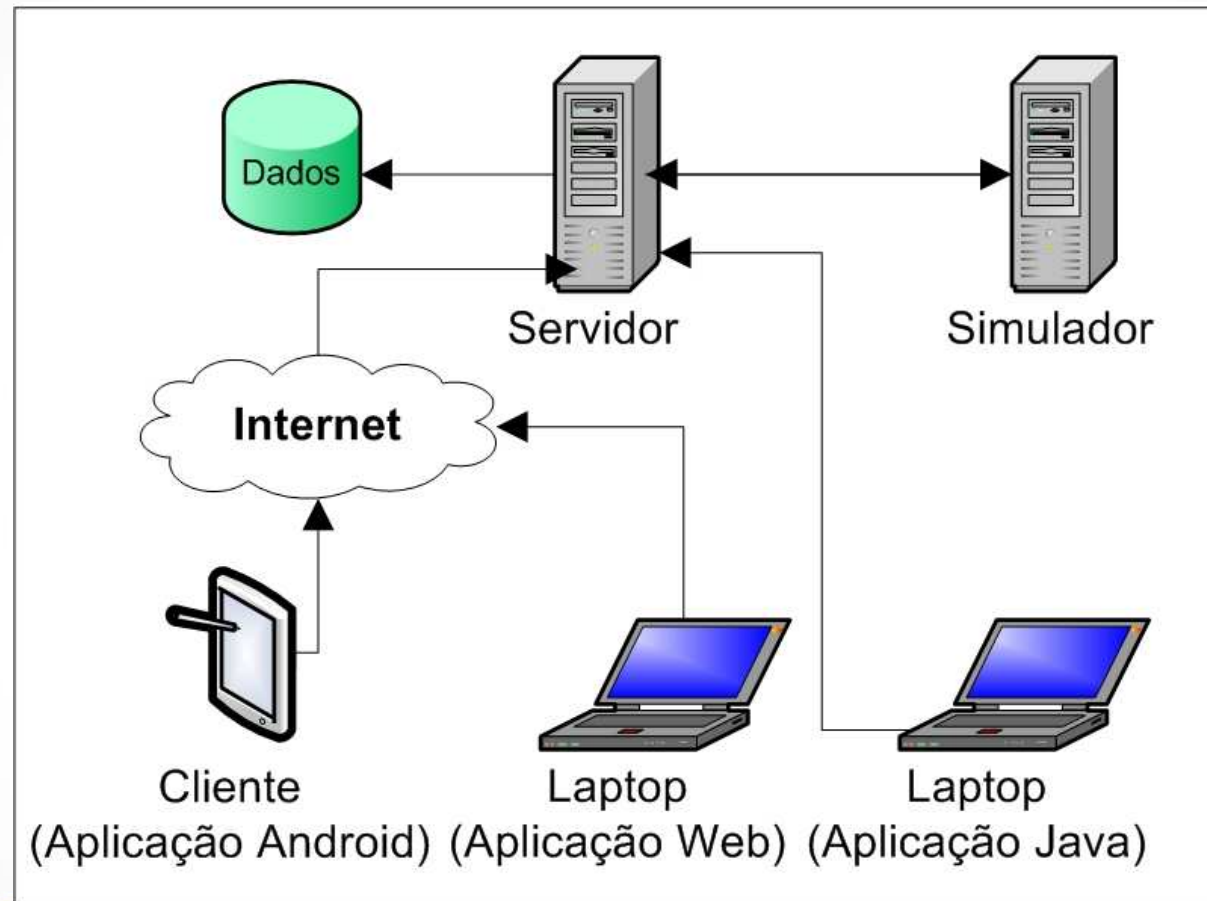 Dados
Servidor
Simulador
Internet
Cliente
(Aplicação Android)
Laptop
(Aplicação Web)
Laptop
(Aplicação Java)